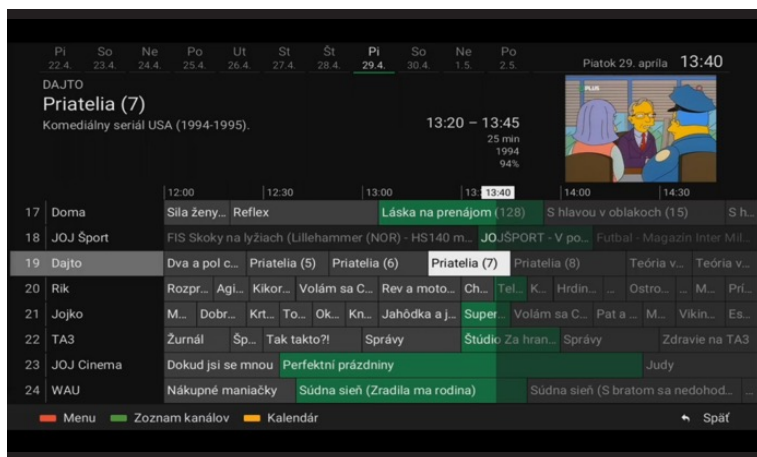 Pi So Ne Po Ut St Št Pi So Ne Po
22.4. 23.4. 24.4. 25.4. 26.4. 27.4. 28.4. 29.4. 30.4. 1.5. 2.5.
Piatok 29. apríla 13:40
DAJTO
Priatelia (7)
Komediálny seriál USA (1994-1995).
13:20 – 13:45
25 min
1994
94%
PLUS
12:00 12:30 13:00 13: 13:40 14:00 14:30
17 Doma Sila ženy... Reflex Láska na prenájom (128) S hlavou v oblakoch (15) S h...
18 JOJ Šport FIS Skoky na lyžiach (Lillehammer (NOR) - HS140 m... JOJŠPORT - V po... Futbal - Magazín Inter Mil...
19 Dajto Dva a pol c... Priatelia (5) Priatelia (6) Priatelia (7) Priatelia (8) Teória v... Teória v...
20 Rik Rozpr... Agi... Kikor... Volám sa C... Rev a moto... Ch... Tel... K... Hrdin... ... Ostro... ... M... Prí...
21 Jojko M... Dobr... Krt... To... Ok... Kn... Jahôdka a j... Super Volám sa C... Pat a ... M... Vikin... Es...
22 TA3 Žurnál Šp... Tak takto?! Správy Štúdio Za hran... Správy Zdravie na TA3
23 JOJ Cinema Dokud jsi se mnou Perfektní prázdniny Judy
24 WAU Nákupné maniačky Súdna sieň (Zradila ma rodina) Súdna sieň (S bratom sa nedohod... ...
Menu Zoznam kanálov Kalendár Späť